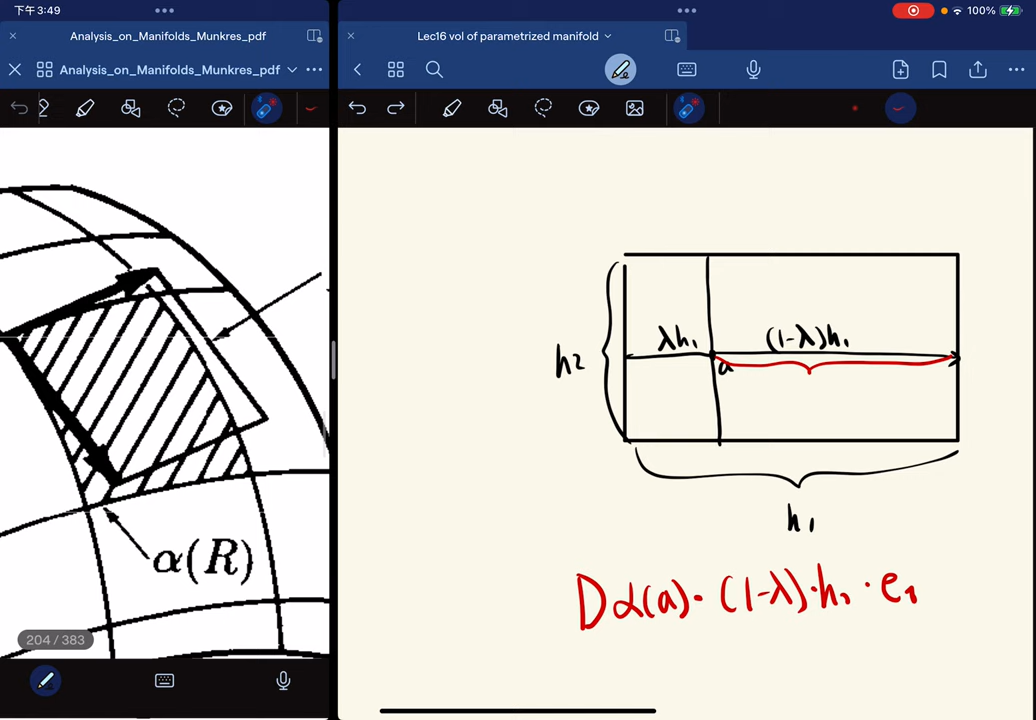 下午3:49
100%
Analysis_on_Manifolds_Munkres_pdf
Lec16 vol of parametrized manifold
Analysis_on_Manifolds_Munkres_pdf
α(R)
204 / 383
λh₁
(1-λ)h₁
a
h₂
h₁
Dα(a)·(1-λ)·h₁·e₁